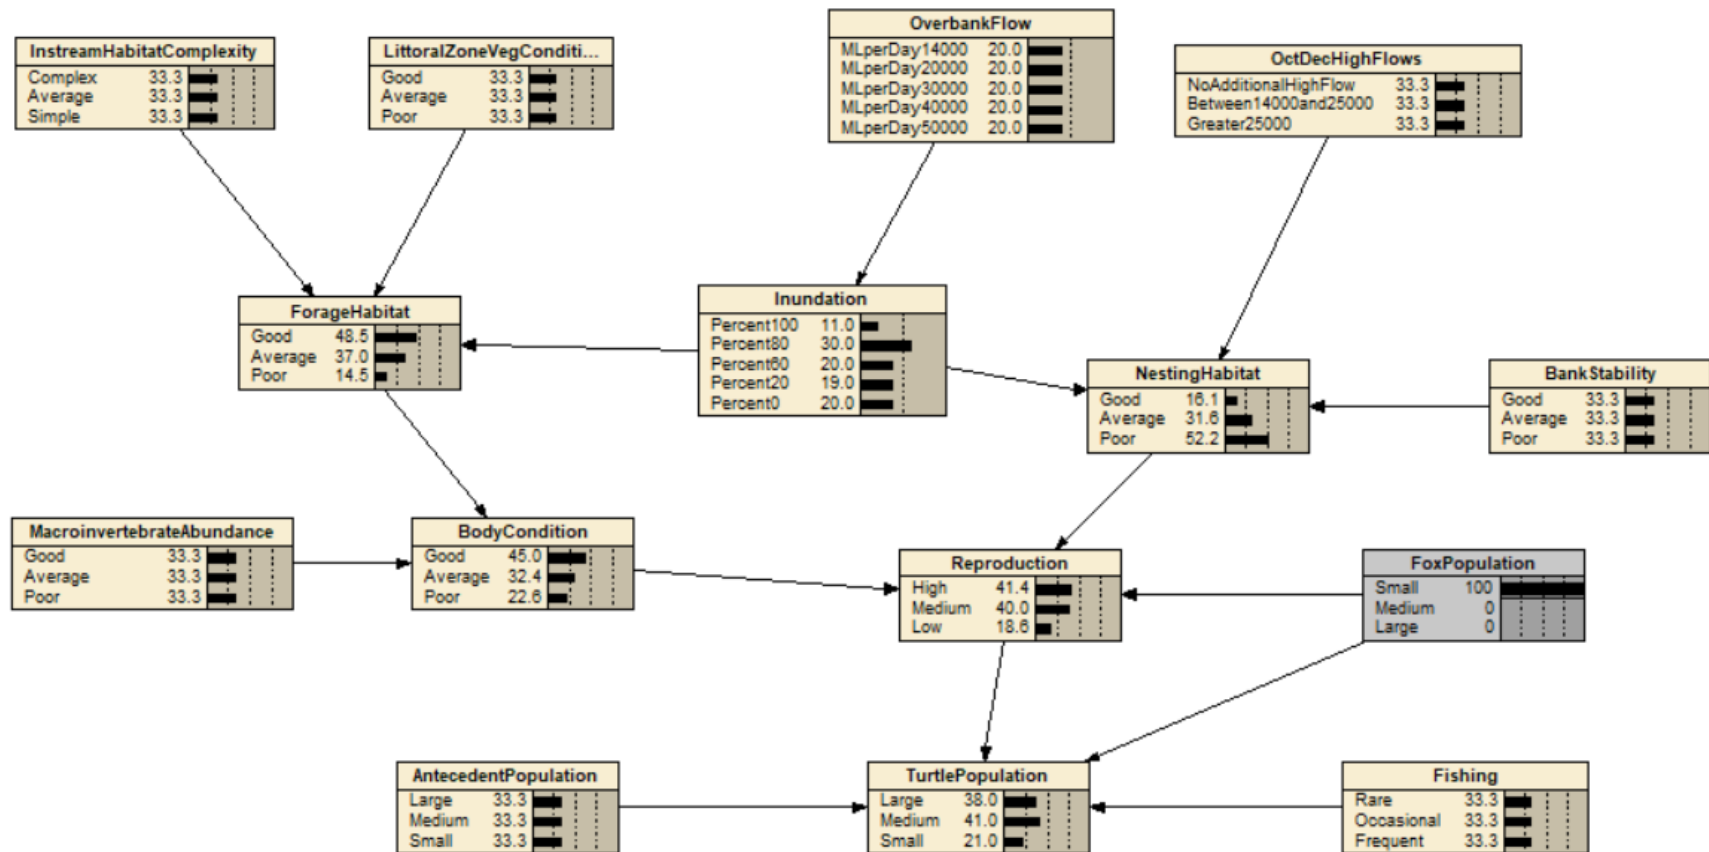 InstreamHabitatComplexity
Complex 33.3
Average 33.3
Simple 33.3
LittoralZoneVegConditi...
Good 33.3
Average 33.3
Poor 33.3
OverbankFlow
MLperDay14000 20.0
MLperDay20000 20.0
MLperDay30000 20.0
MLperDay40000 20.0
MLperDay50000 20.0
OctDecHighFlows
NoAdditionalHighFlow 33.3
Between14000and25000 33.3
Greater25000 33.3
ForageHabitat
Good 48.5
Average 37.0
Poor 14.5
Inundation
Percent100 11.0
Percent80 30.0
Percent60 20.0
Percent20 19.0
Percent0 20.0
NestingHabitat
Good 16.1
Average 31.6
Poor 52.2
BankStability
Good 33.3
Average 33.3
Poor 33.3
MacroinvertebrateAbundance
Good 33.3
Average 33.3
Poor 33.3
BodyCondition
Good 45.0
Average 32.4
Poor 22.6
Reproduction
High 41.4
Medium 40.0
Low 18.6
FoxPopulation
Small 100
Medium 0
Large 0
AntecedentPopulation
Large 33.3
Medium 33.3
Small 33.3
TurtlePopulation
Large 38.0
Medium 41.0
Small 21.0
Fishing
Rare 33.3
Occasional 33.3
Frequent 33.3